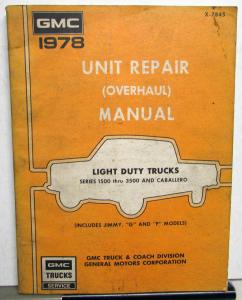 X-7845
GMC
1978
UNIT REPAIR
(OVERHAUL)
MANUAL
LIGHT DUTY TRUCKS
SERIES 1500 thru 3500 AND CABALLERO
(INCLUDES JIMMY, "G" AND "P" MODELS)
GMC
TRUCKS
SERVICE
GMC TRUCK & COACH DIVISION
GENERAL MOTORS CORPORATION